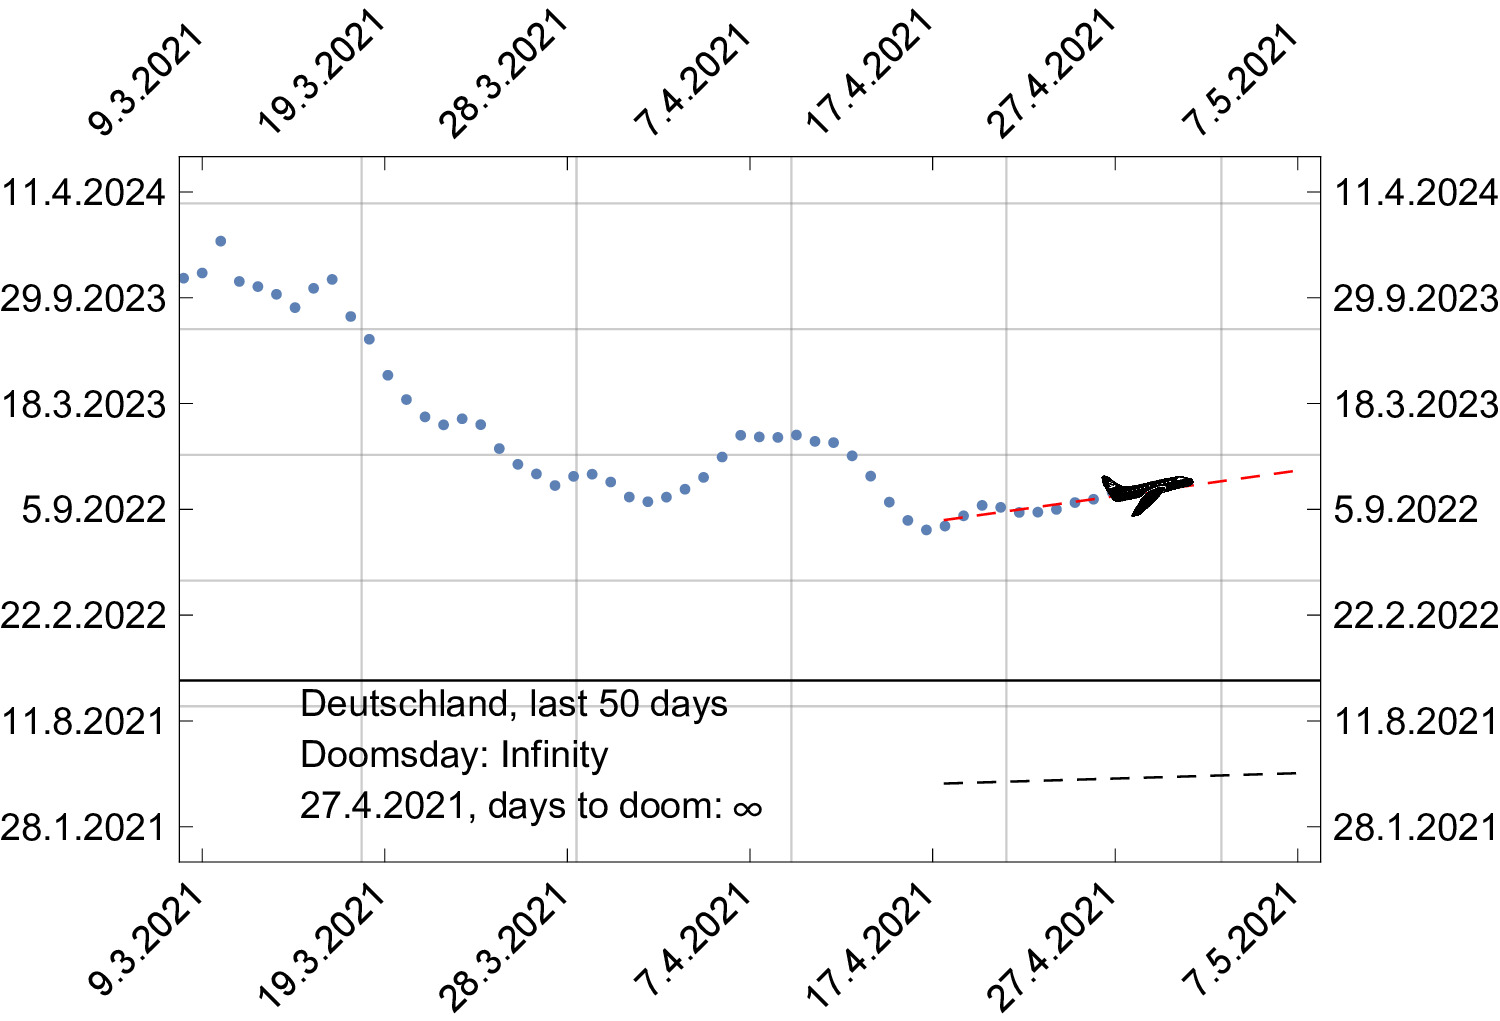 9.3.2021 19.3.2021 28.3.2021 7.4.2021 17.4.2021 27.4.2021 7.5.2021
11.4.2024 11.4.2024
29.9.2023 29.9.2023
18.3.2023 18.3.2023
5.9.2022 5.9.2022
22.2.2022 22.2.2022
Deutschland, last 50 days
11.8.2021 11.8.2021
Doomsday: Infinity
27.4.2021, days to doom: ∞
28.1.2021 28.1.2021
9.3.2021 19.3.2021 28.3.2021 7.4.2021 17.4.2021 27.4.2021 7.5.2021